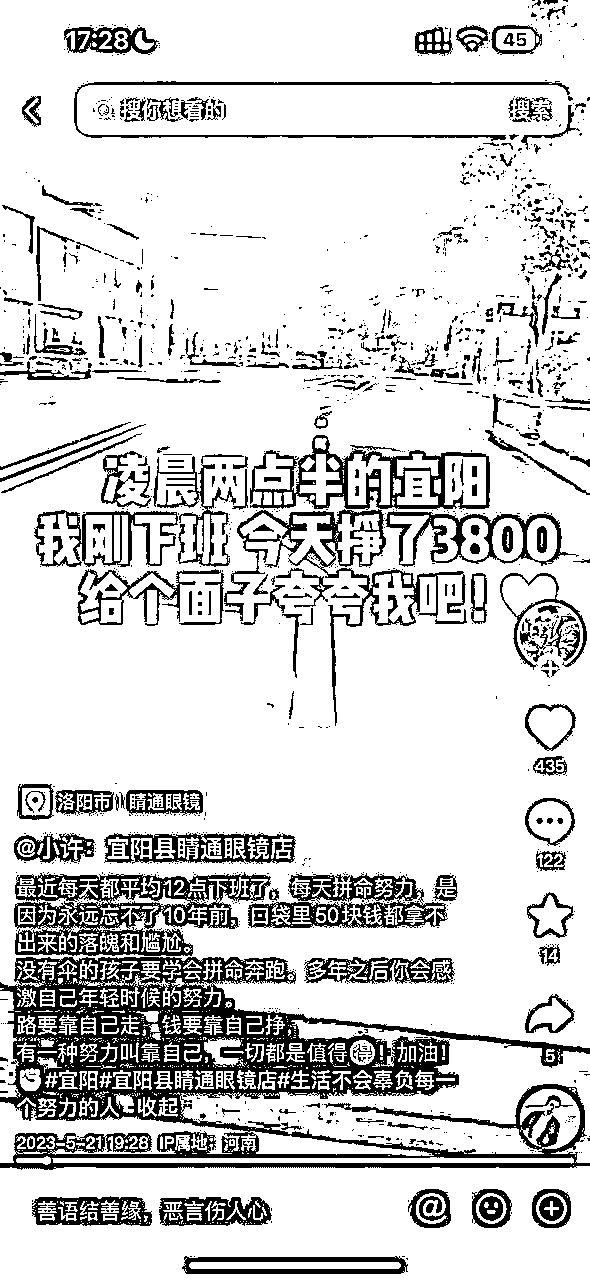 17:28
45
搜你想看的
搜索
凌晨两点半的宜阳
我刚下班 今天挣了3800
给个面子夸夸我吧！
435
洛阳市 睛通眼镜
122
@小许：宜阳县睛通眼镜店
最近每天都平均12点下班了，每天拼命努力，是
因为永远忘不了10年前，口袋里50块钱都拿不
出来的落魄和尴尬。
14
没有伞的孩子要学会拼命奔跑，多年之后你会感
激自己年轻时候的努力。
路要靠自己走，钱要靠自己挣，
有一种努力叫靠自己，一切都是值得！加油！
5
#宜阳#宜阳县睛通眼镜店#生活不会辜负每一
个努力的人 收起
2023-5-21 19:28 IP属地：河南
善语结善缘，恶言伤人心